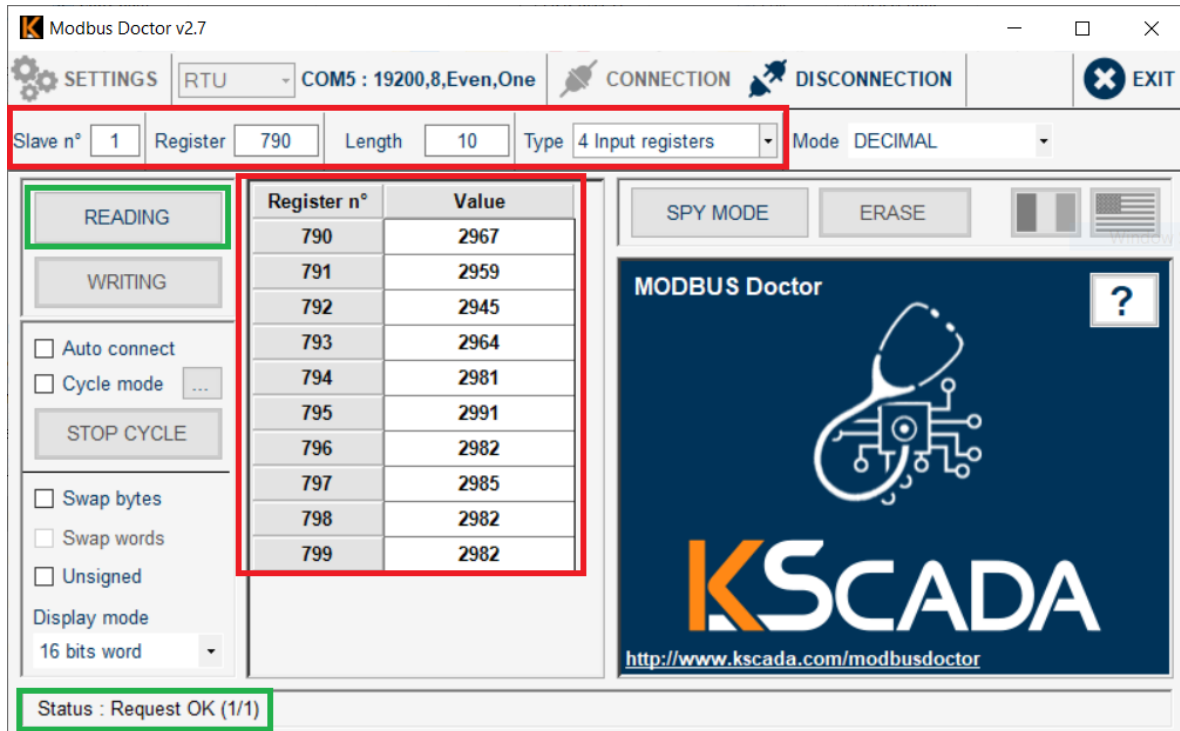 Modbus Doctor v2.7
SETTINGS RTU COM5 : 19200,8,Even,One CONNECTION DISCONNECTION EXIT
Slave n° 1 Register 790 Length 10 Type 4 Input registers Mode DECIMAL
READING
WRITING
Auto connect
Cycle mode ...
STOP CYCLE
Swap bytes
Swap words
Unsigned
Display mode
16 bits word
Register n° Value
790 2967
791 2959
792 2945
793 2964
794 2981
795 2991
796 2982
797 2985
798 2982
799 2982
SPY MODE ERASE
Window
MODBUS Doctor
?
KSCADA
http://www.kscada.com/modbusdoctor
Status : Request OK (1/1)